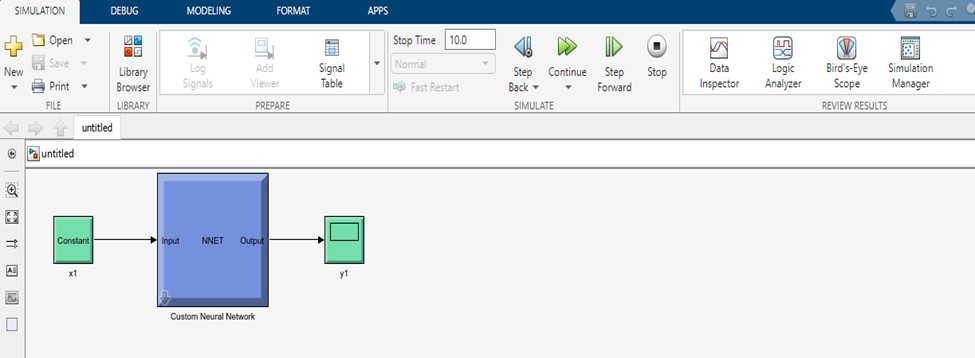 SIMULATION DEBUG MODELING FORMAT APPS
New
Open
Save
Print
FILE
Library
Browser
LIBRARY
Log
Signals
Add
Viewer
Signal
Table
PREPARE
Stop Time 10.0
Normal
Fast Restart
Step
Back
Continue
Step
Forward
Stop
SIMULATE
Data
Inspector
Logic
Analyzer
Bird's-Eye
Scope
Simulation
Manager
REVIEW RESULTS
untitled
untitled
Constant
x1
Input NNET Output
Custom Neural Network
y1